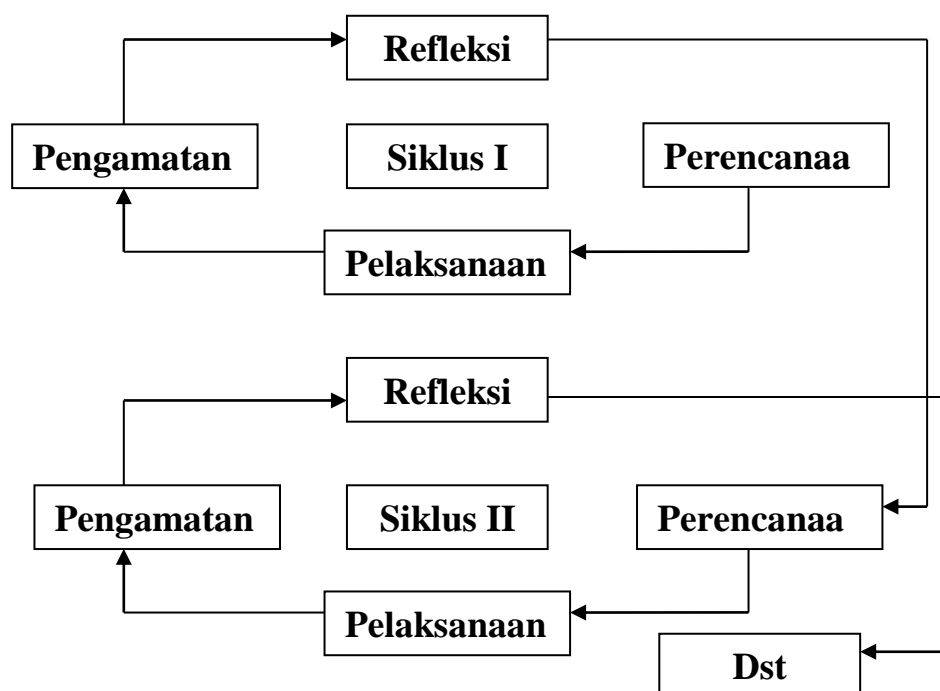 Refleksi
Pengamatan
Siklus I
Perencanaa
Pelaksanaan
Refleksi
Pengamatan
Siklus II
Perencanaa
Pelaksanaan
Dst